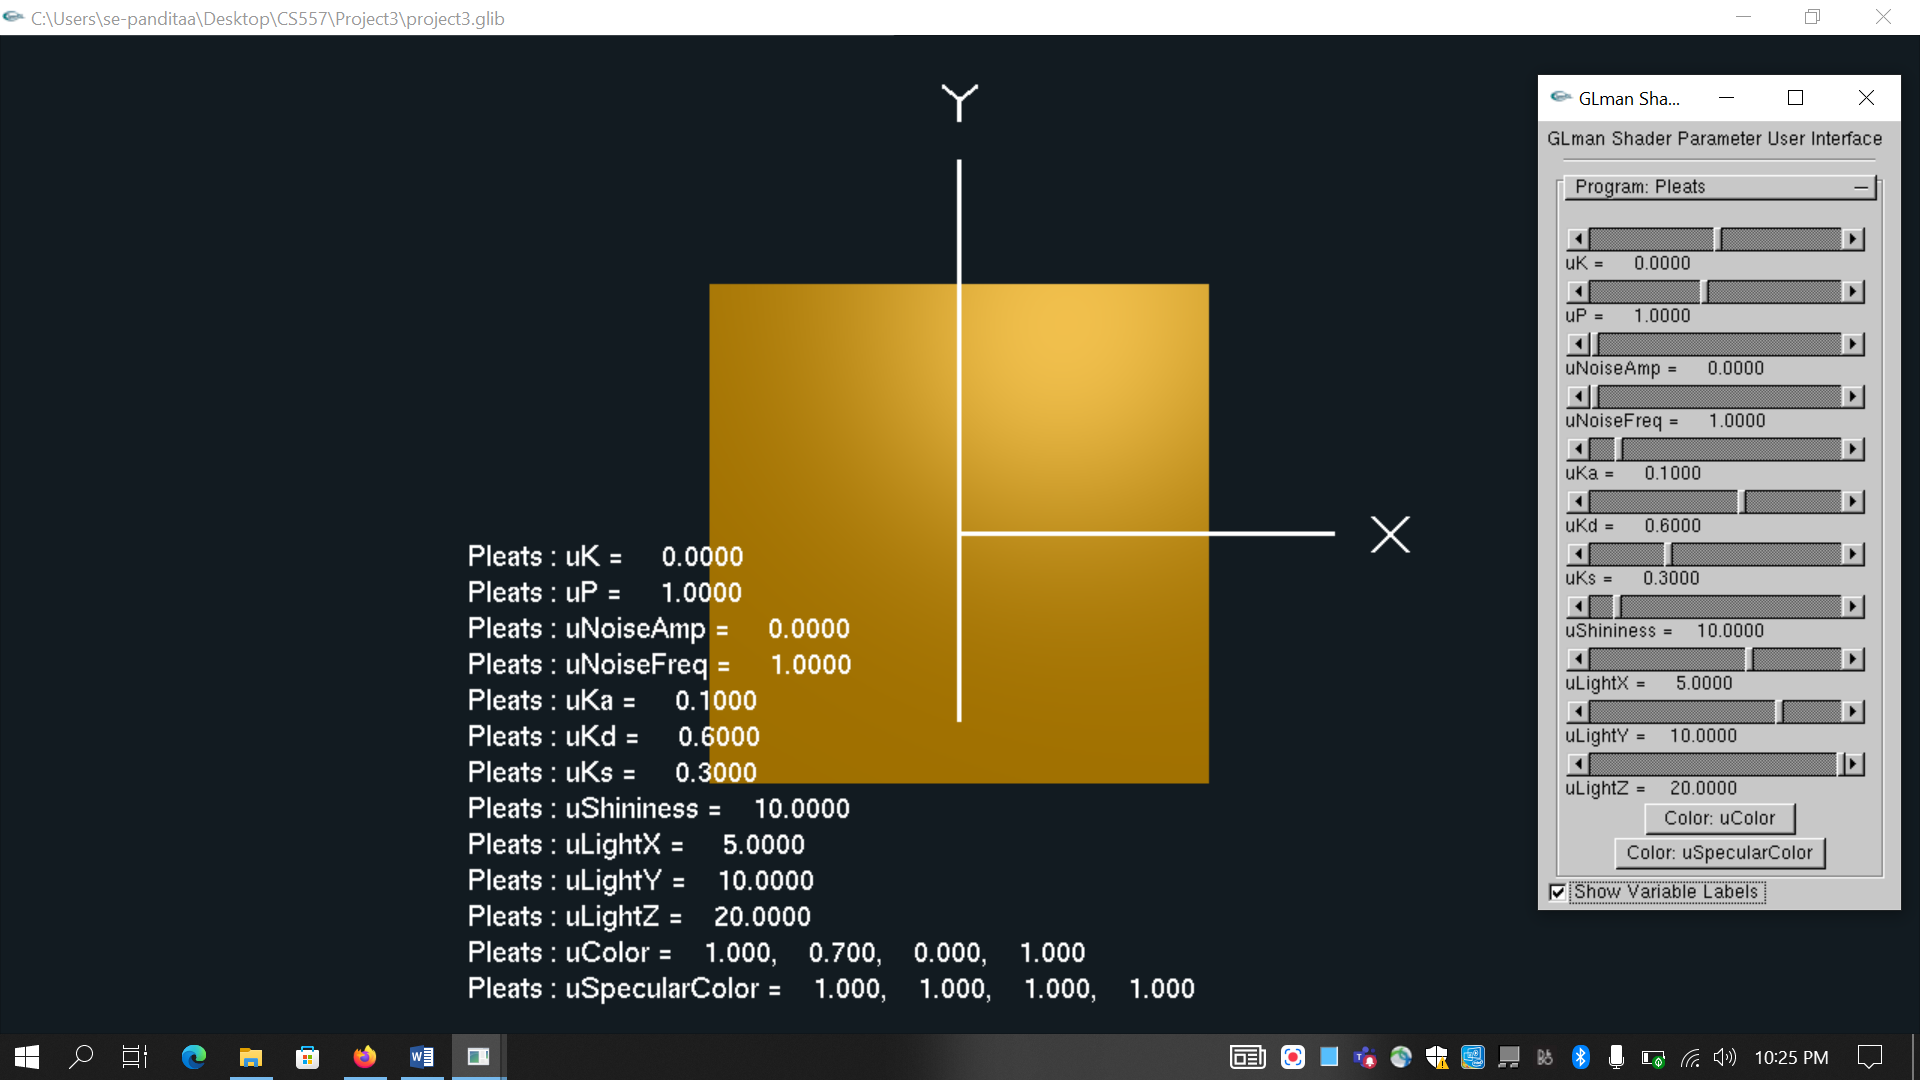 C:\Users\se-panditaa\Desktop\CS557\Project3\project3.glib
Y
X
Pleats : uK = 0.0000
Pleats : uP = 1.0000
Pleats : uNoiseAmp = 0.0000
Pleats : uNoiseFreq = 1.0000
Pleats : uKa = 0.1000
Pleats : uKd = 0.6000
Pleats : uKs = 0.3000
Pleats : uShininess = 10.0000
Pleats : uLightX = 5.0000
Pleats : uLightY = 10.0000
Pleats : uLightZ = 20.0000
Pleats : uColor = 1.000, 0.700, 0.000, 1.000
Pleats : uSpecularColor = 1.000, 1.000, 1.000, 1.000
GLman Sha...
GLman Shader Parameter User Interface
Program: Pleats
uK = 0.0000
uP = 1.0000
uNoiseAmp = 0.0000
uNoiseFreq = 1.0000
uKa = 0.1000
uKd = 0.6000
uKs = 0.3000
uShininess = 10.0000
uLightX = 5.0000
uLightY = 10.0000
uLightZ = 20.0000
Color: uColor
Color: uSpecularColor
Show Variable Labels
10:25 PM